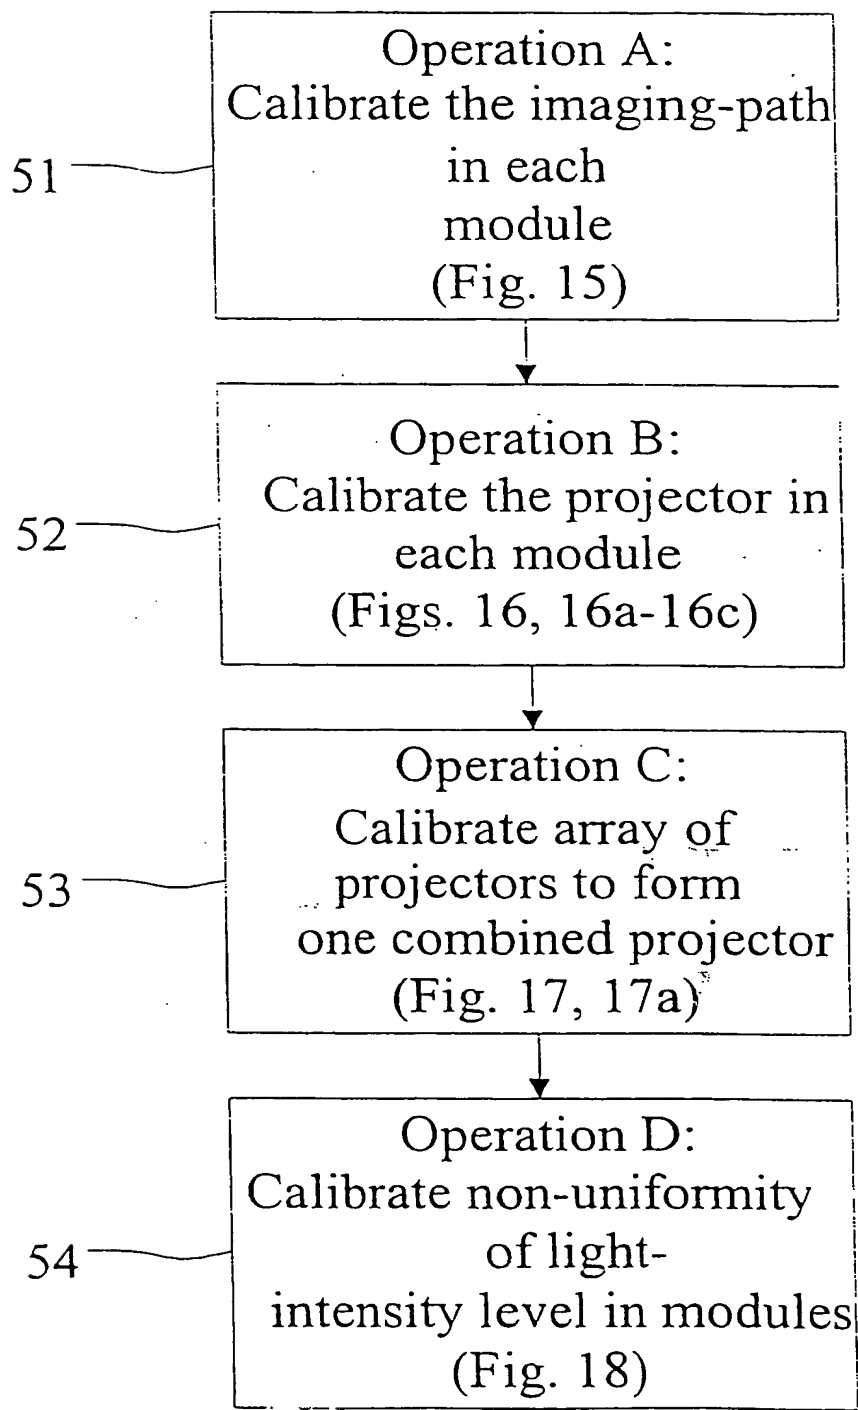 Operation A:
Calibrate the imaging-path
in each
module
(Fig. 15)
51
Operation B:
Calibrate the projector in
each module
(Figs. 16, 16a-16c)
52
Operation C:
Calibrate array of
projectors to form
one combined projector
(Fig. 17, 17a)
53
Operation D:
Calibrate non-uniformity
of light-
intensity level in modules
(Fig. 18)
54